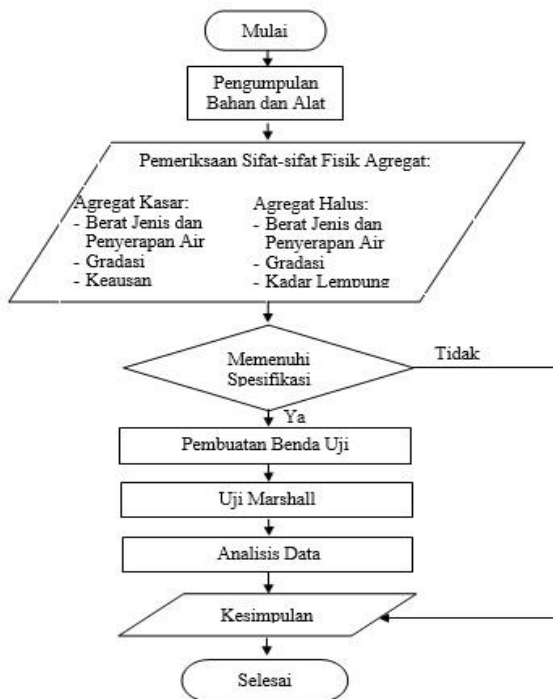 Mulai
Pengumpulan
Bahan dan Alat
Pemeriksaan Sifat-sifat Fisik Agregat:
Agregat Kasar:
- Berat Jenis dan
Penyerapan Air
- Gradasi
- Keausan
Agregat Halus:
- Berat Jenis dan
Penyerapan Air
- Gradasi
- Kadar Lempung
Memenuhi
Spesifikasi
Tidak
Ya
Pembuatan Benda Uji
Uji Marshall
Analisis Data
Kesimpulan
Selesai